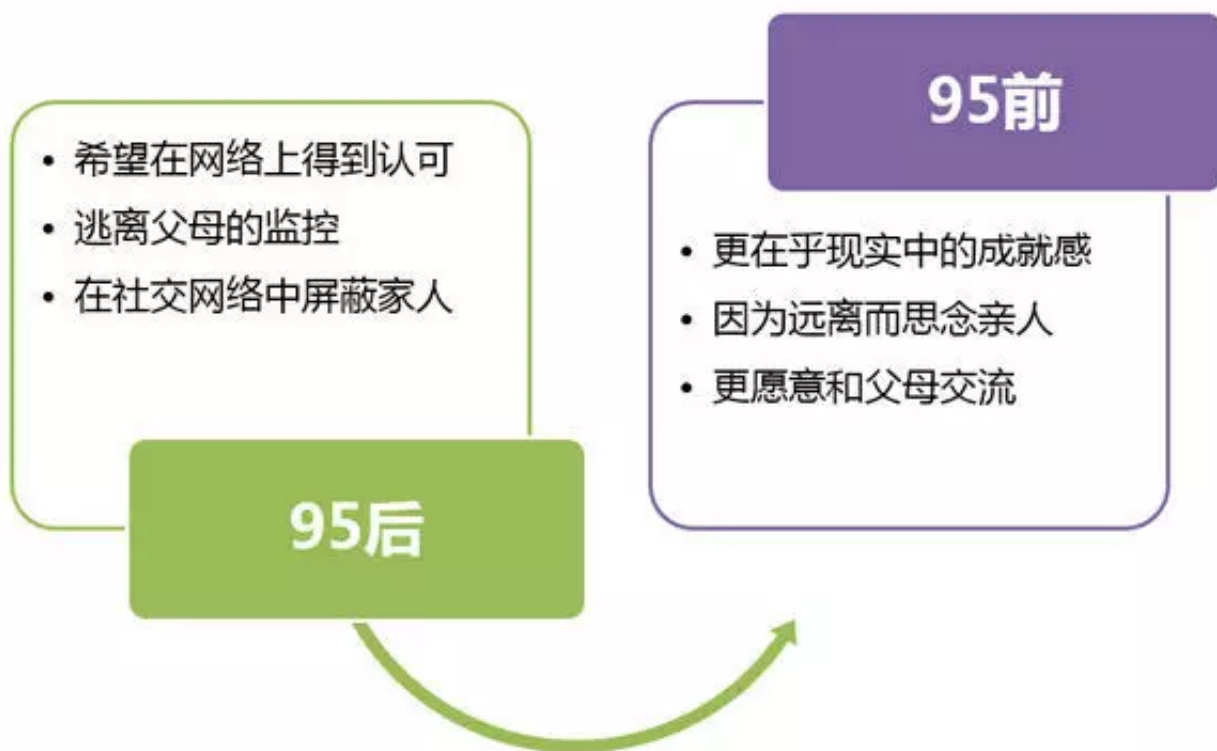 • 希望在网络上得到认可
• 逃离父母的监控
• 在社交网络中屏蔽家人
95后
95前
• 更在乎现实中的成就感
• 因为远离而思念亲人
• 更愿意和父母交流